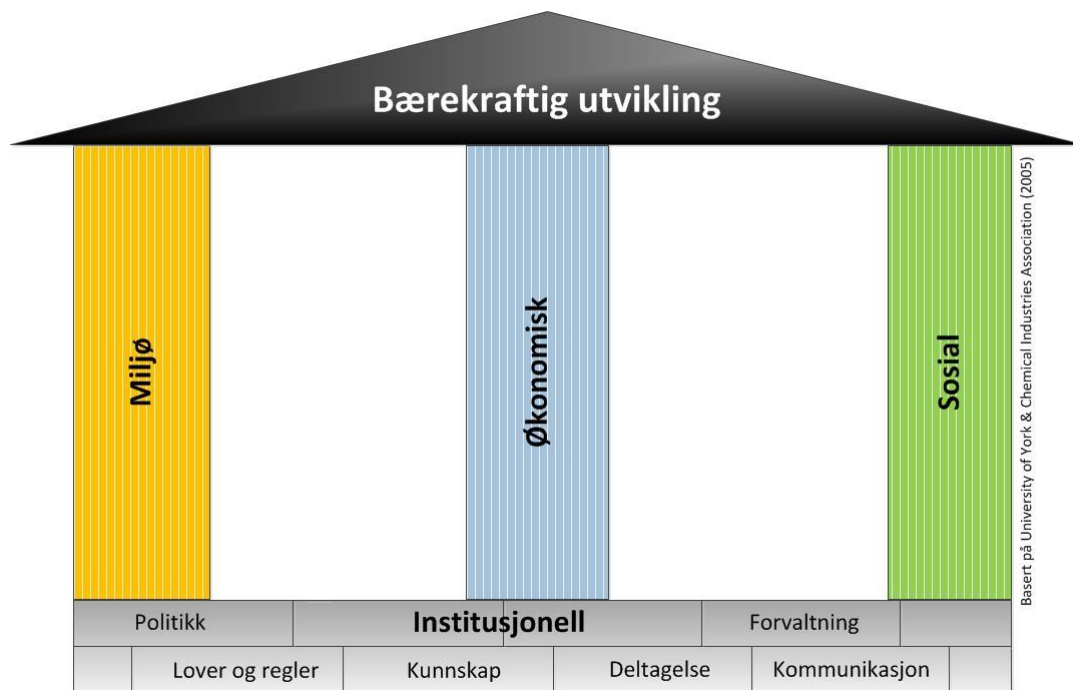 Bærekraftig utvikling
Miljø
Økonomisk
Sosial
Basert på University of York & Chemical Industries Association (2005)
Politikk
Institusjonell
Forvaltning
Lover og regler
Kunnskap
Deltagelse
Kommunikasjon